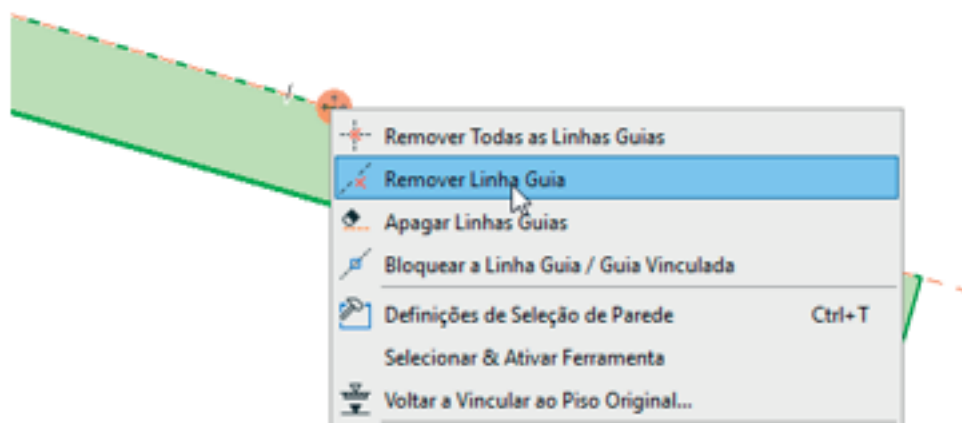 Remover Todas as Linhas Guias
Remover Linha Guia
Apagar Linhas Guias
Bloquear a Linha Guia / Guia Vinculada
Definições de Seleção de Parede Ctrl+T
Selecionar & Ativar Ferramenta
Voltar a Vincular ao Piso Original...